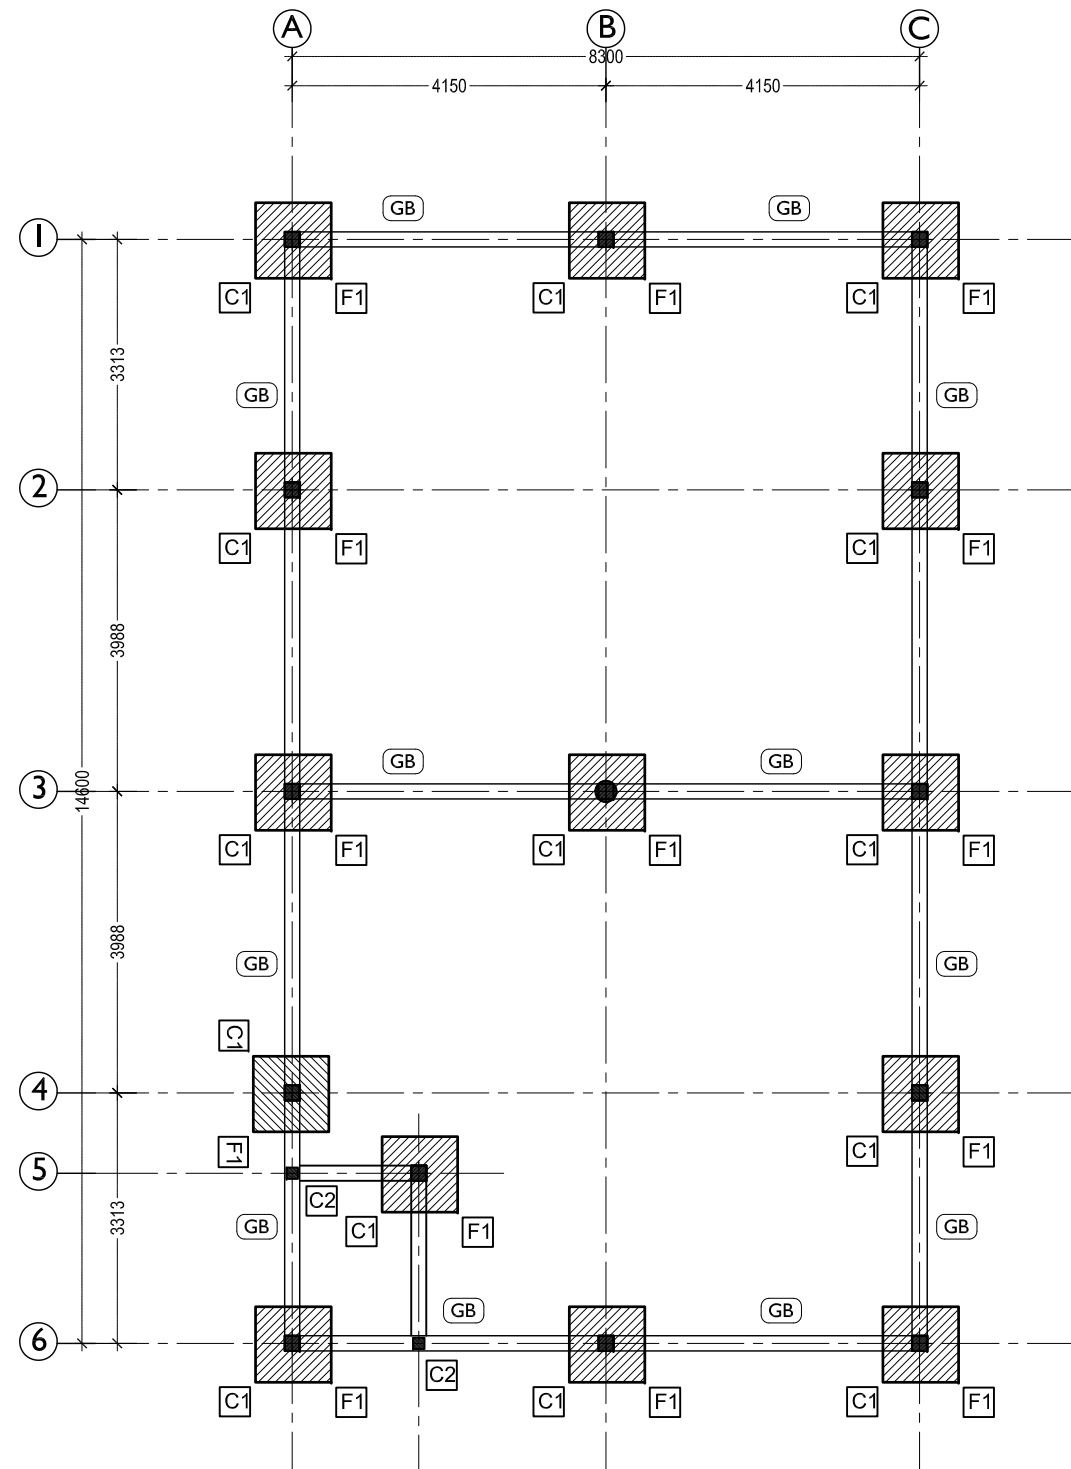 A B C
8300
4150 4150
GB GB
1
C1 F1 C1 F1 C1 F1
3313
GB GB
2
C1 F1 C1 F1
3988
GB GB
3
14600
C1 F1 C1 F1 C1 F1
3988
GB GB
C1
4
F1 C1 F1
5
C2 C1 F1
3313
GB GB
GB GB
6
C2
C1 F1 C1 F1 C1 F1